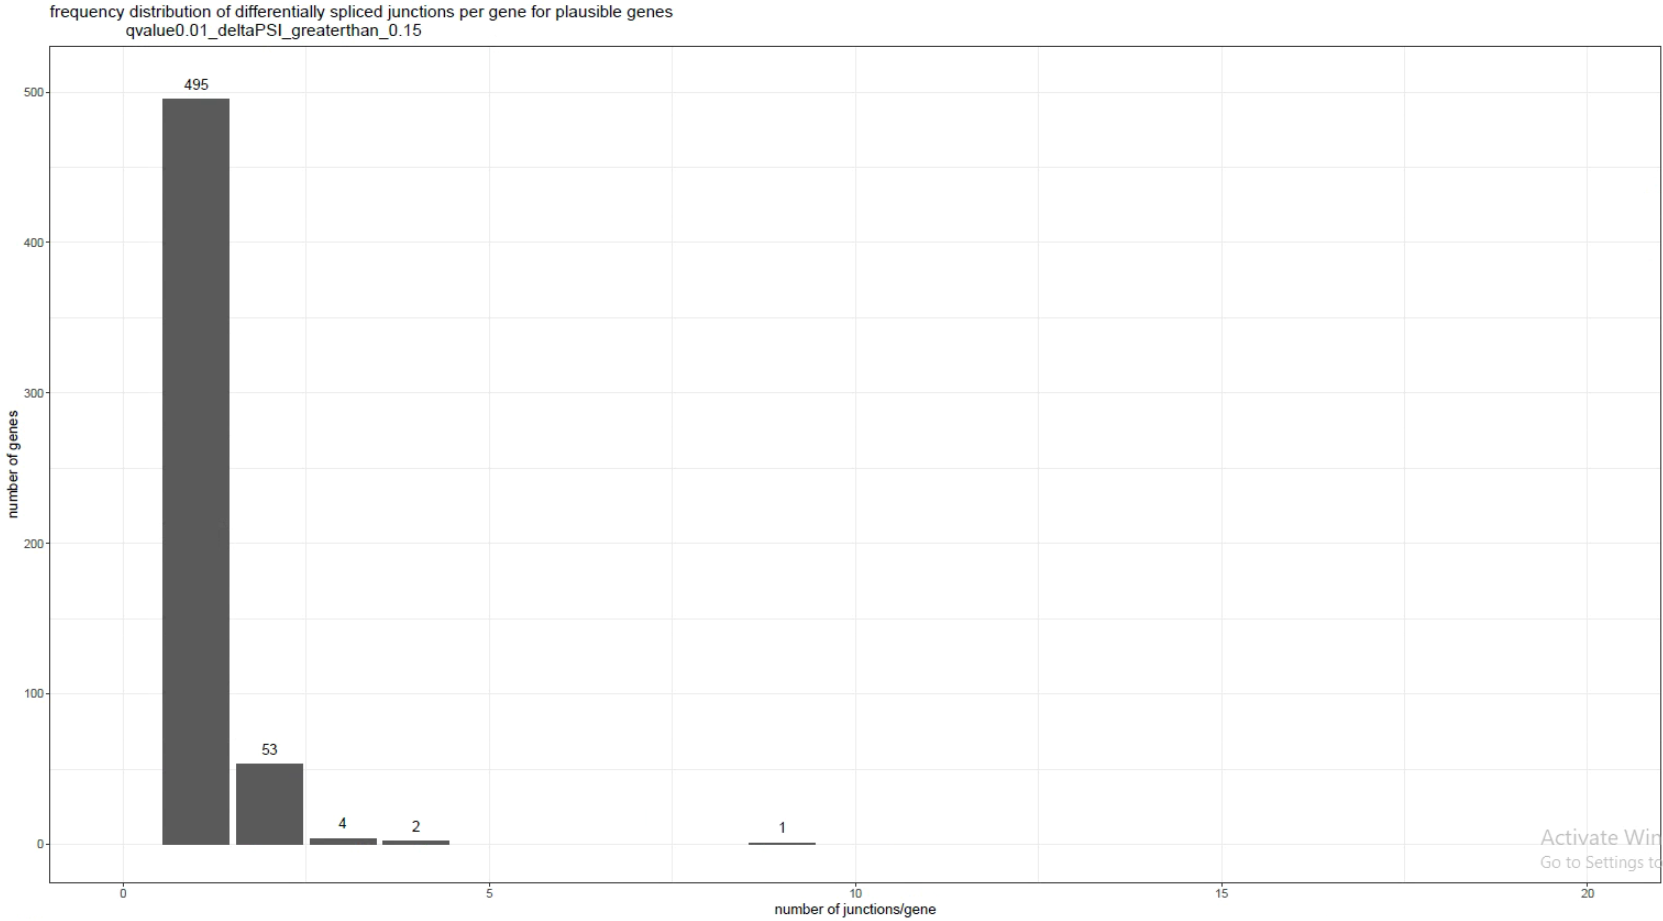 frequency distribution of differentially spliced junctions per gene for plausible genes
qvalue0.01_deltaPSI_greaterthan_0.15
495
500
400
300
200
100
0
number of genes
53
4
2
1
0
5
10
15
20
number of junctions/gene
Activate Win
Go to Settings to